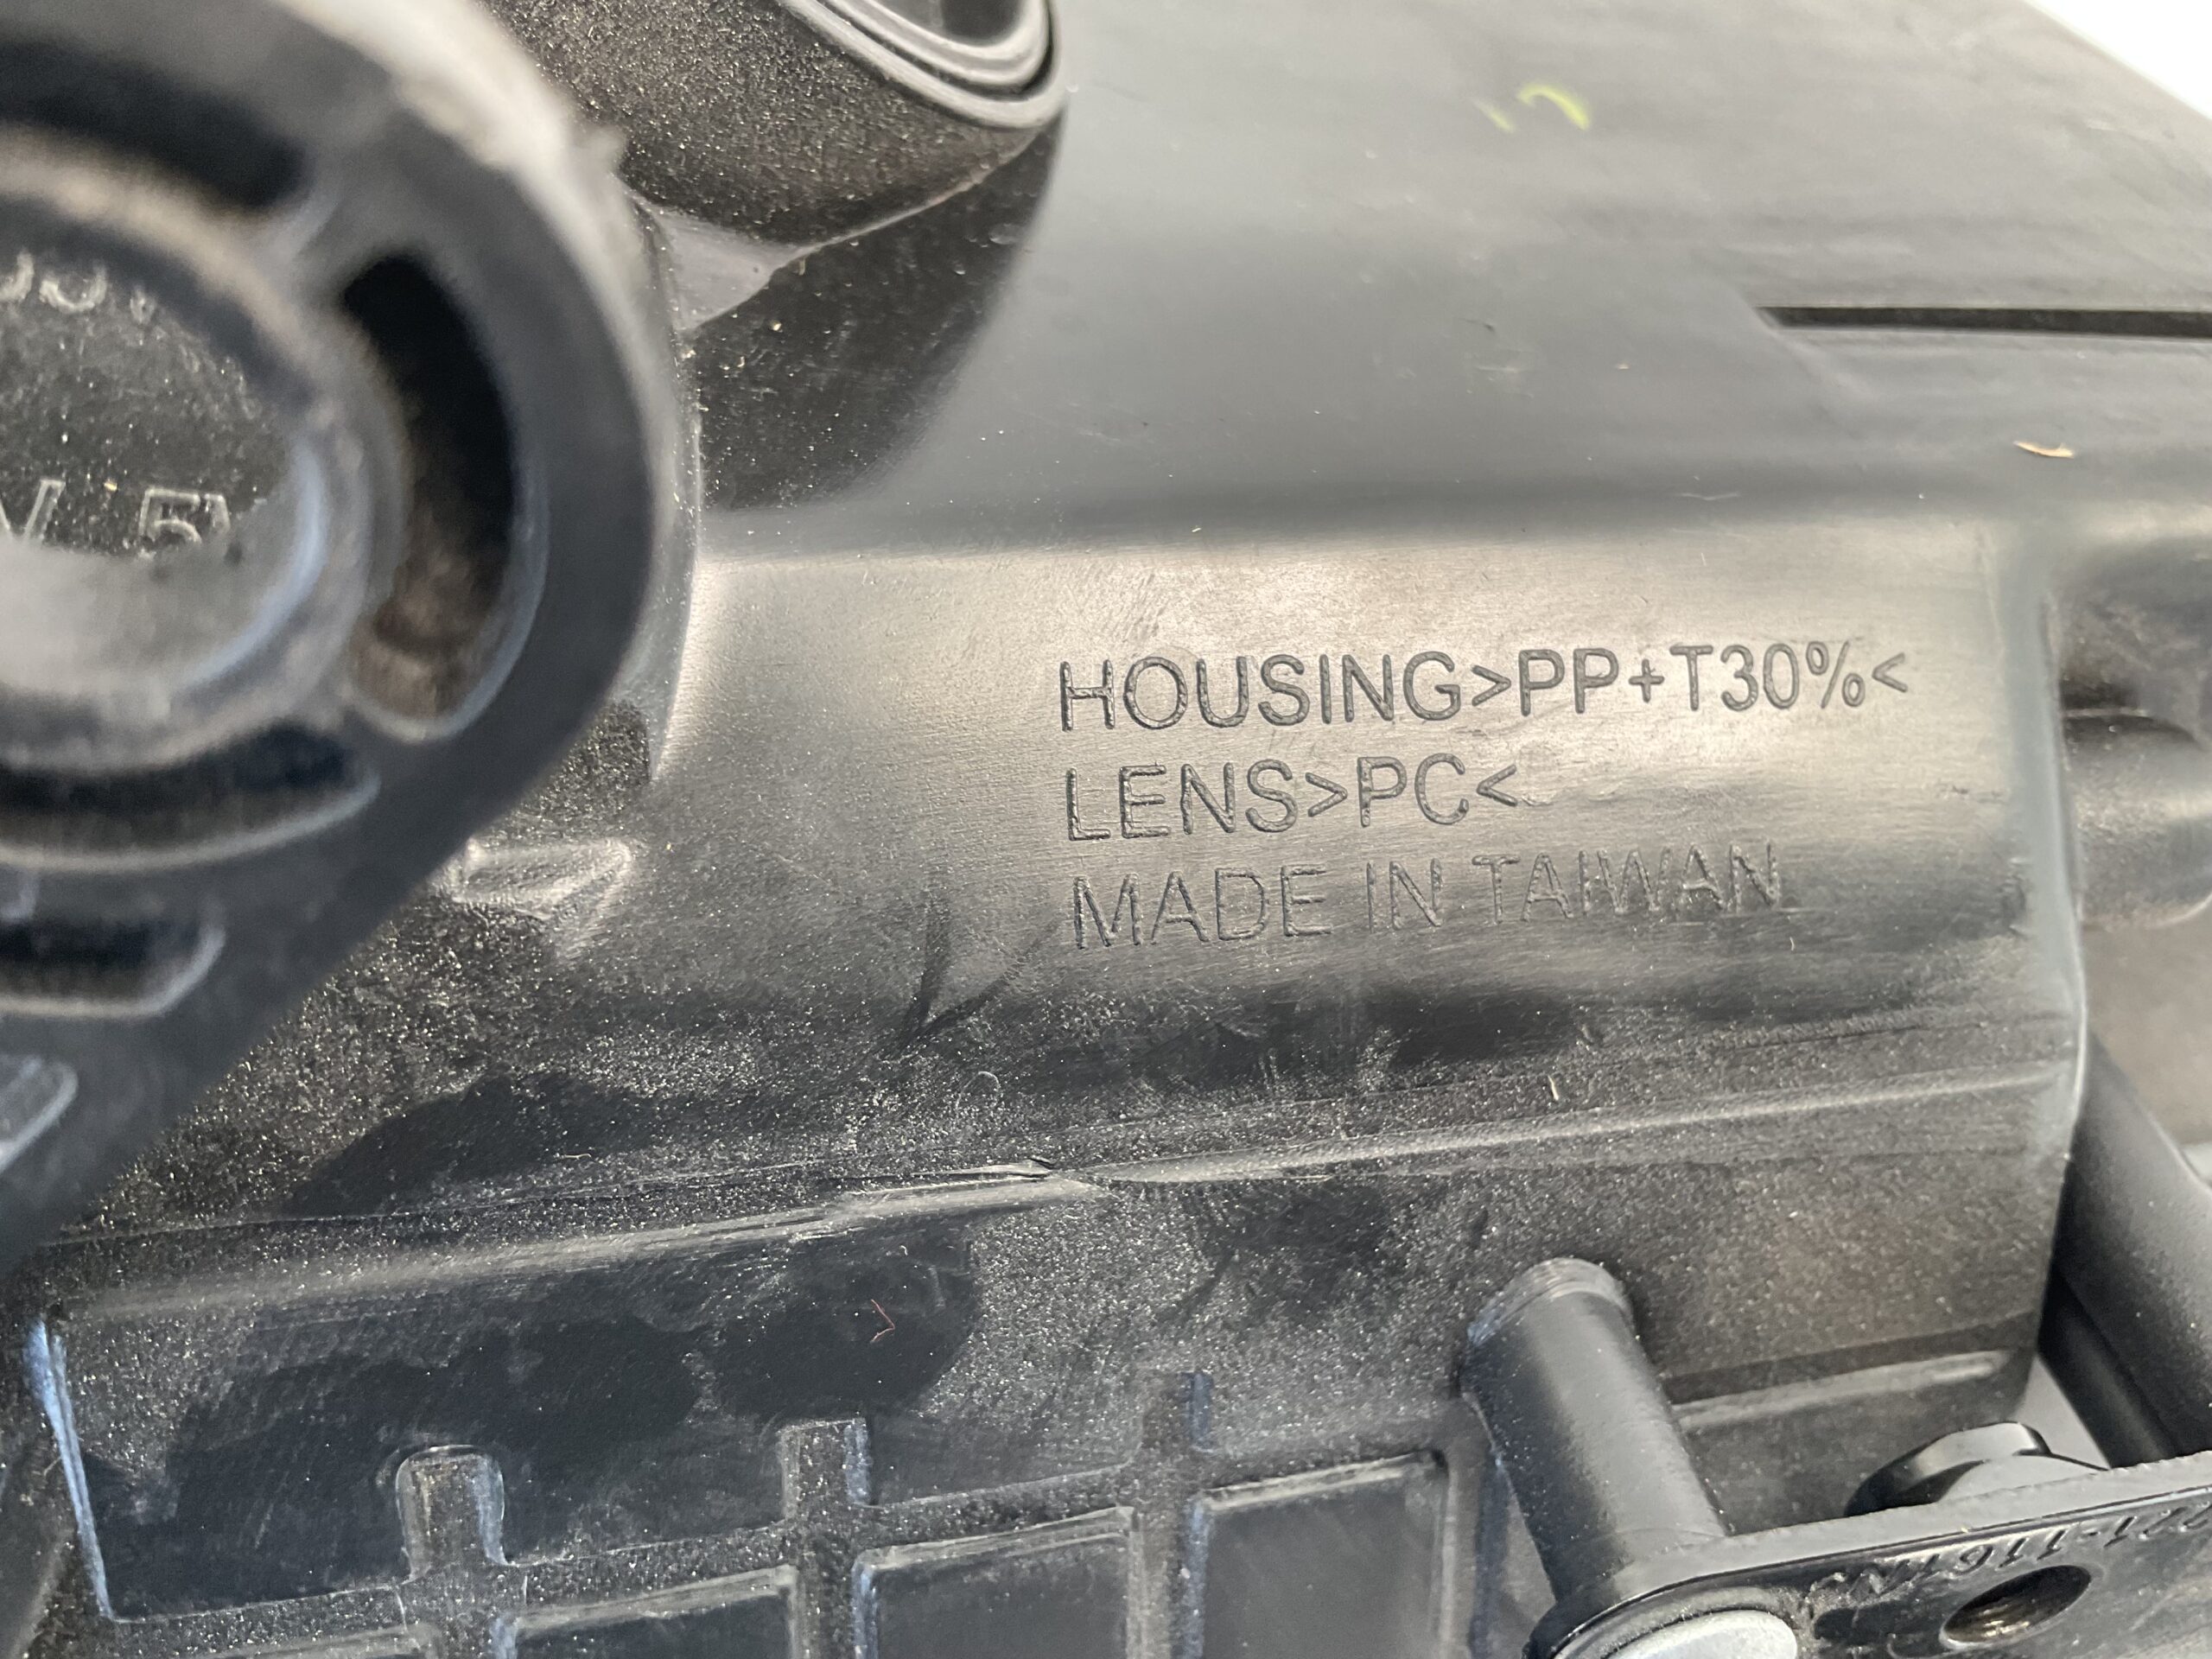 HOUSING>PP+T30%<
LENS>PC<
MADE IN TAIWAN